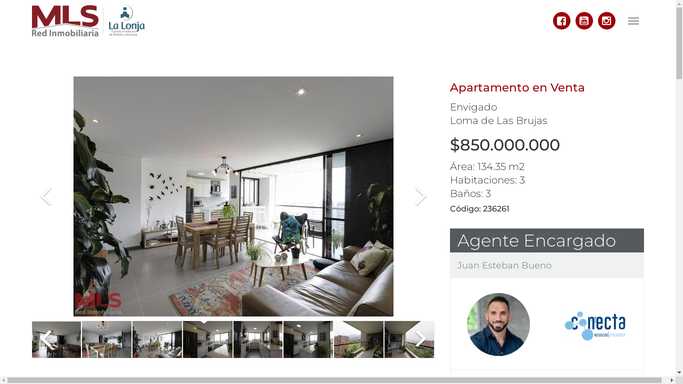 MLS
Red Inmobiliaria
La Lonja
Apartamento en Venta
Envigado
Loma de Las Brujas
$850.000.000
Área: 134.35 m2
Habitaciones: 3
Baños: 3
Código: 236261
Agente Encargado
Juan Esteban Bueno
MLS
Red Inmobiliaria
conecta